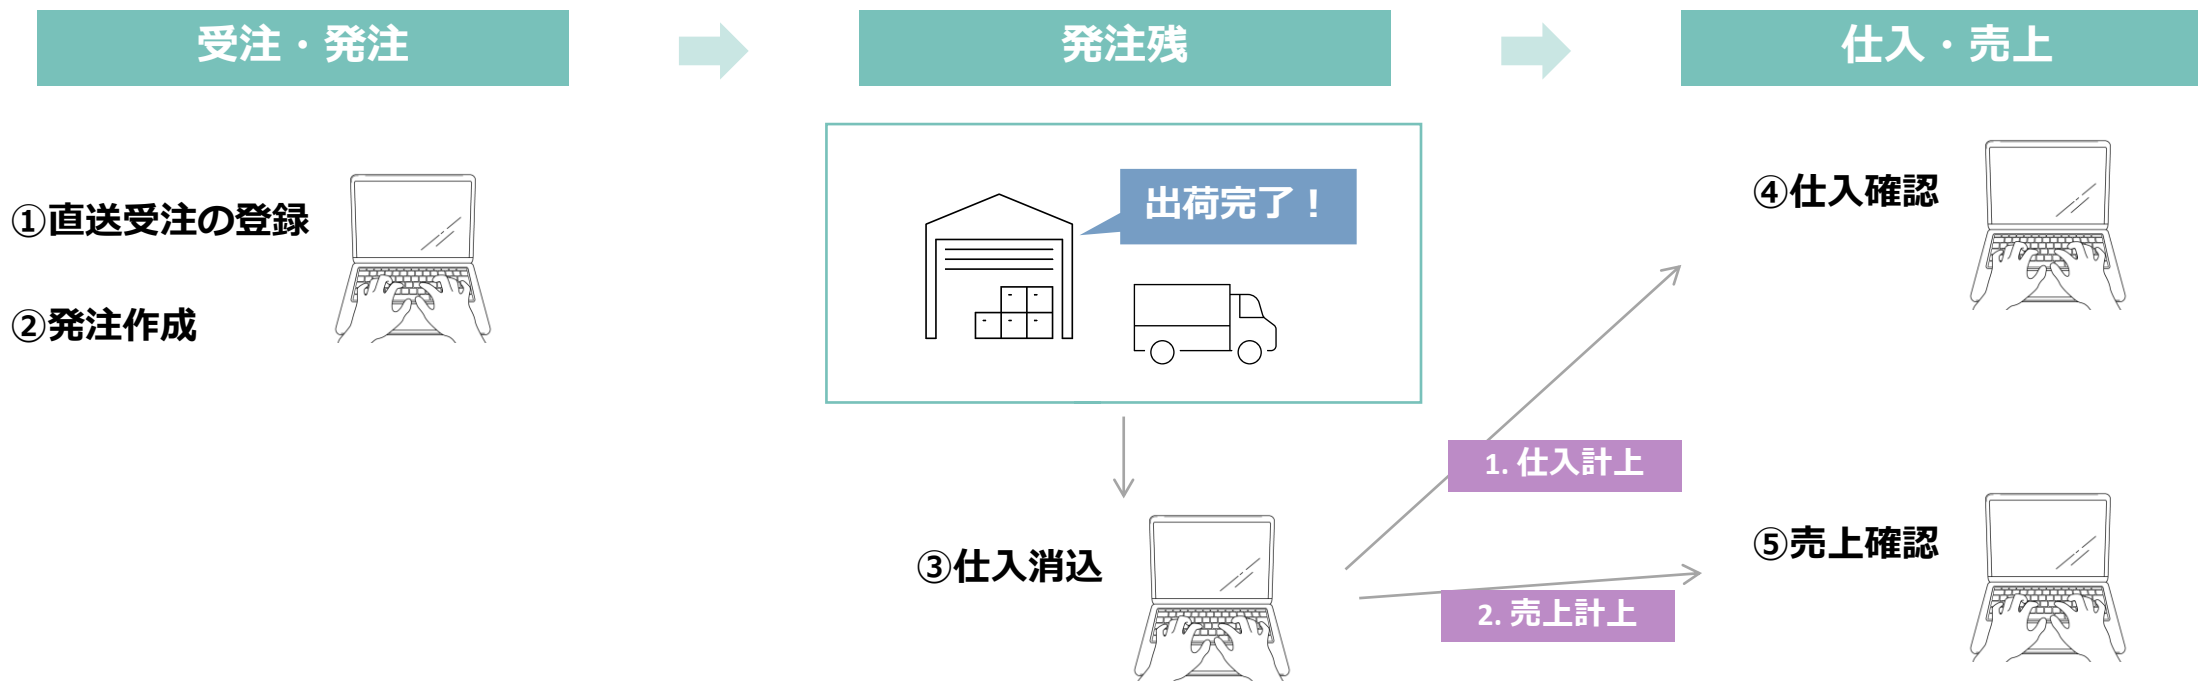 受注・発注
発注残
仕入・売上
①直送受注の登録
②発注作成
出荷完了！
③仕入消込
1. 仕入計上
2. 売上計上
④仕入確認
⑤売上確認